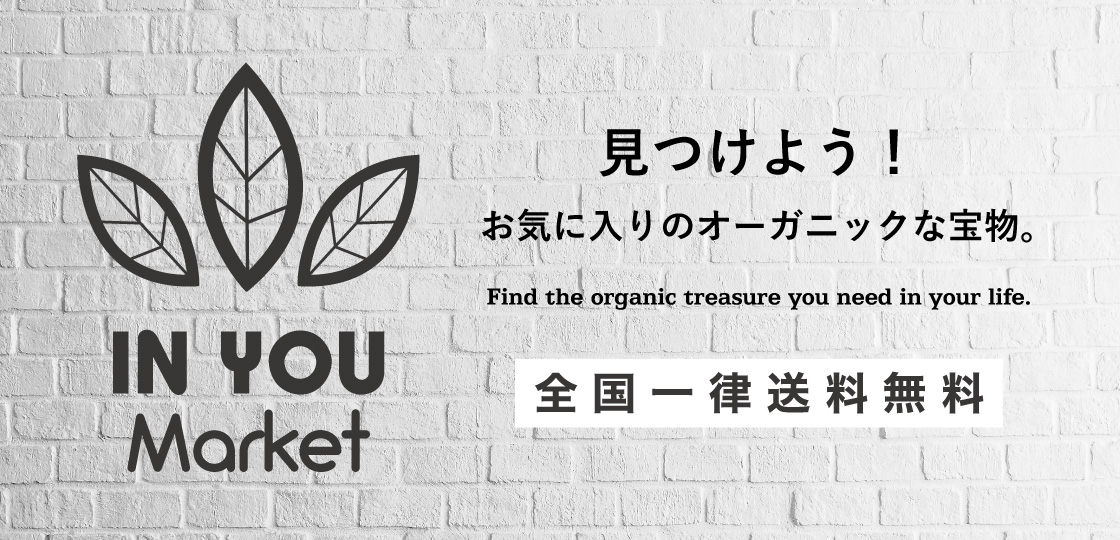 IN YOU
Market
見つけよう！
お気に入りのオーガニックな宝物。
Find the organic treasure you need in your life.
全国一律送料無料